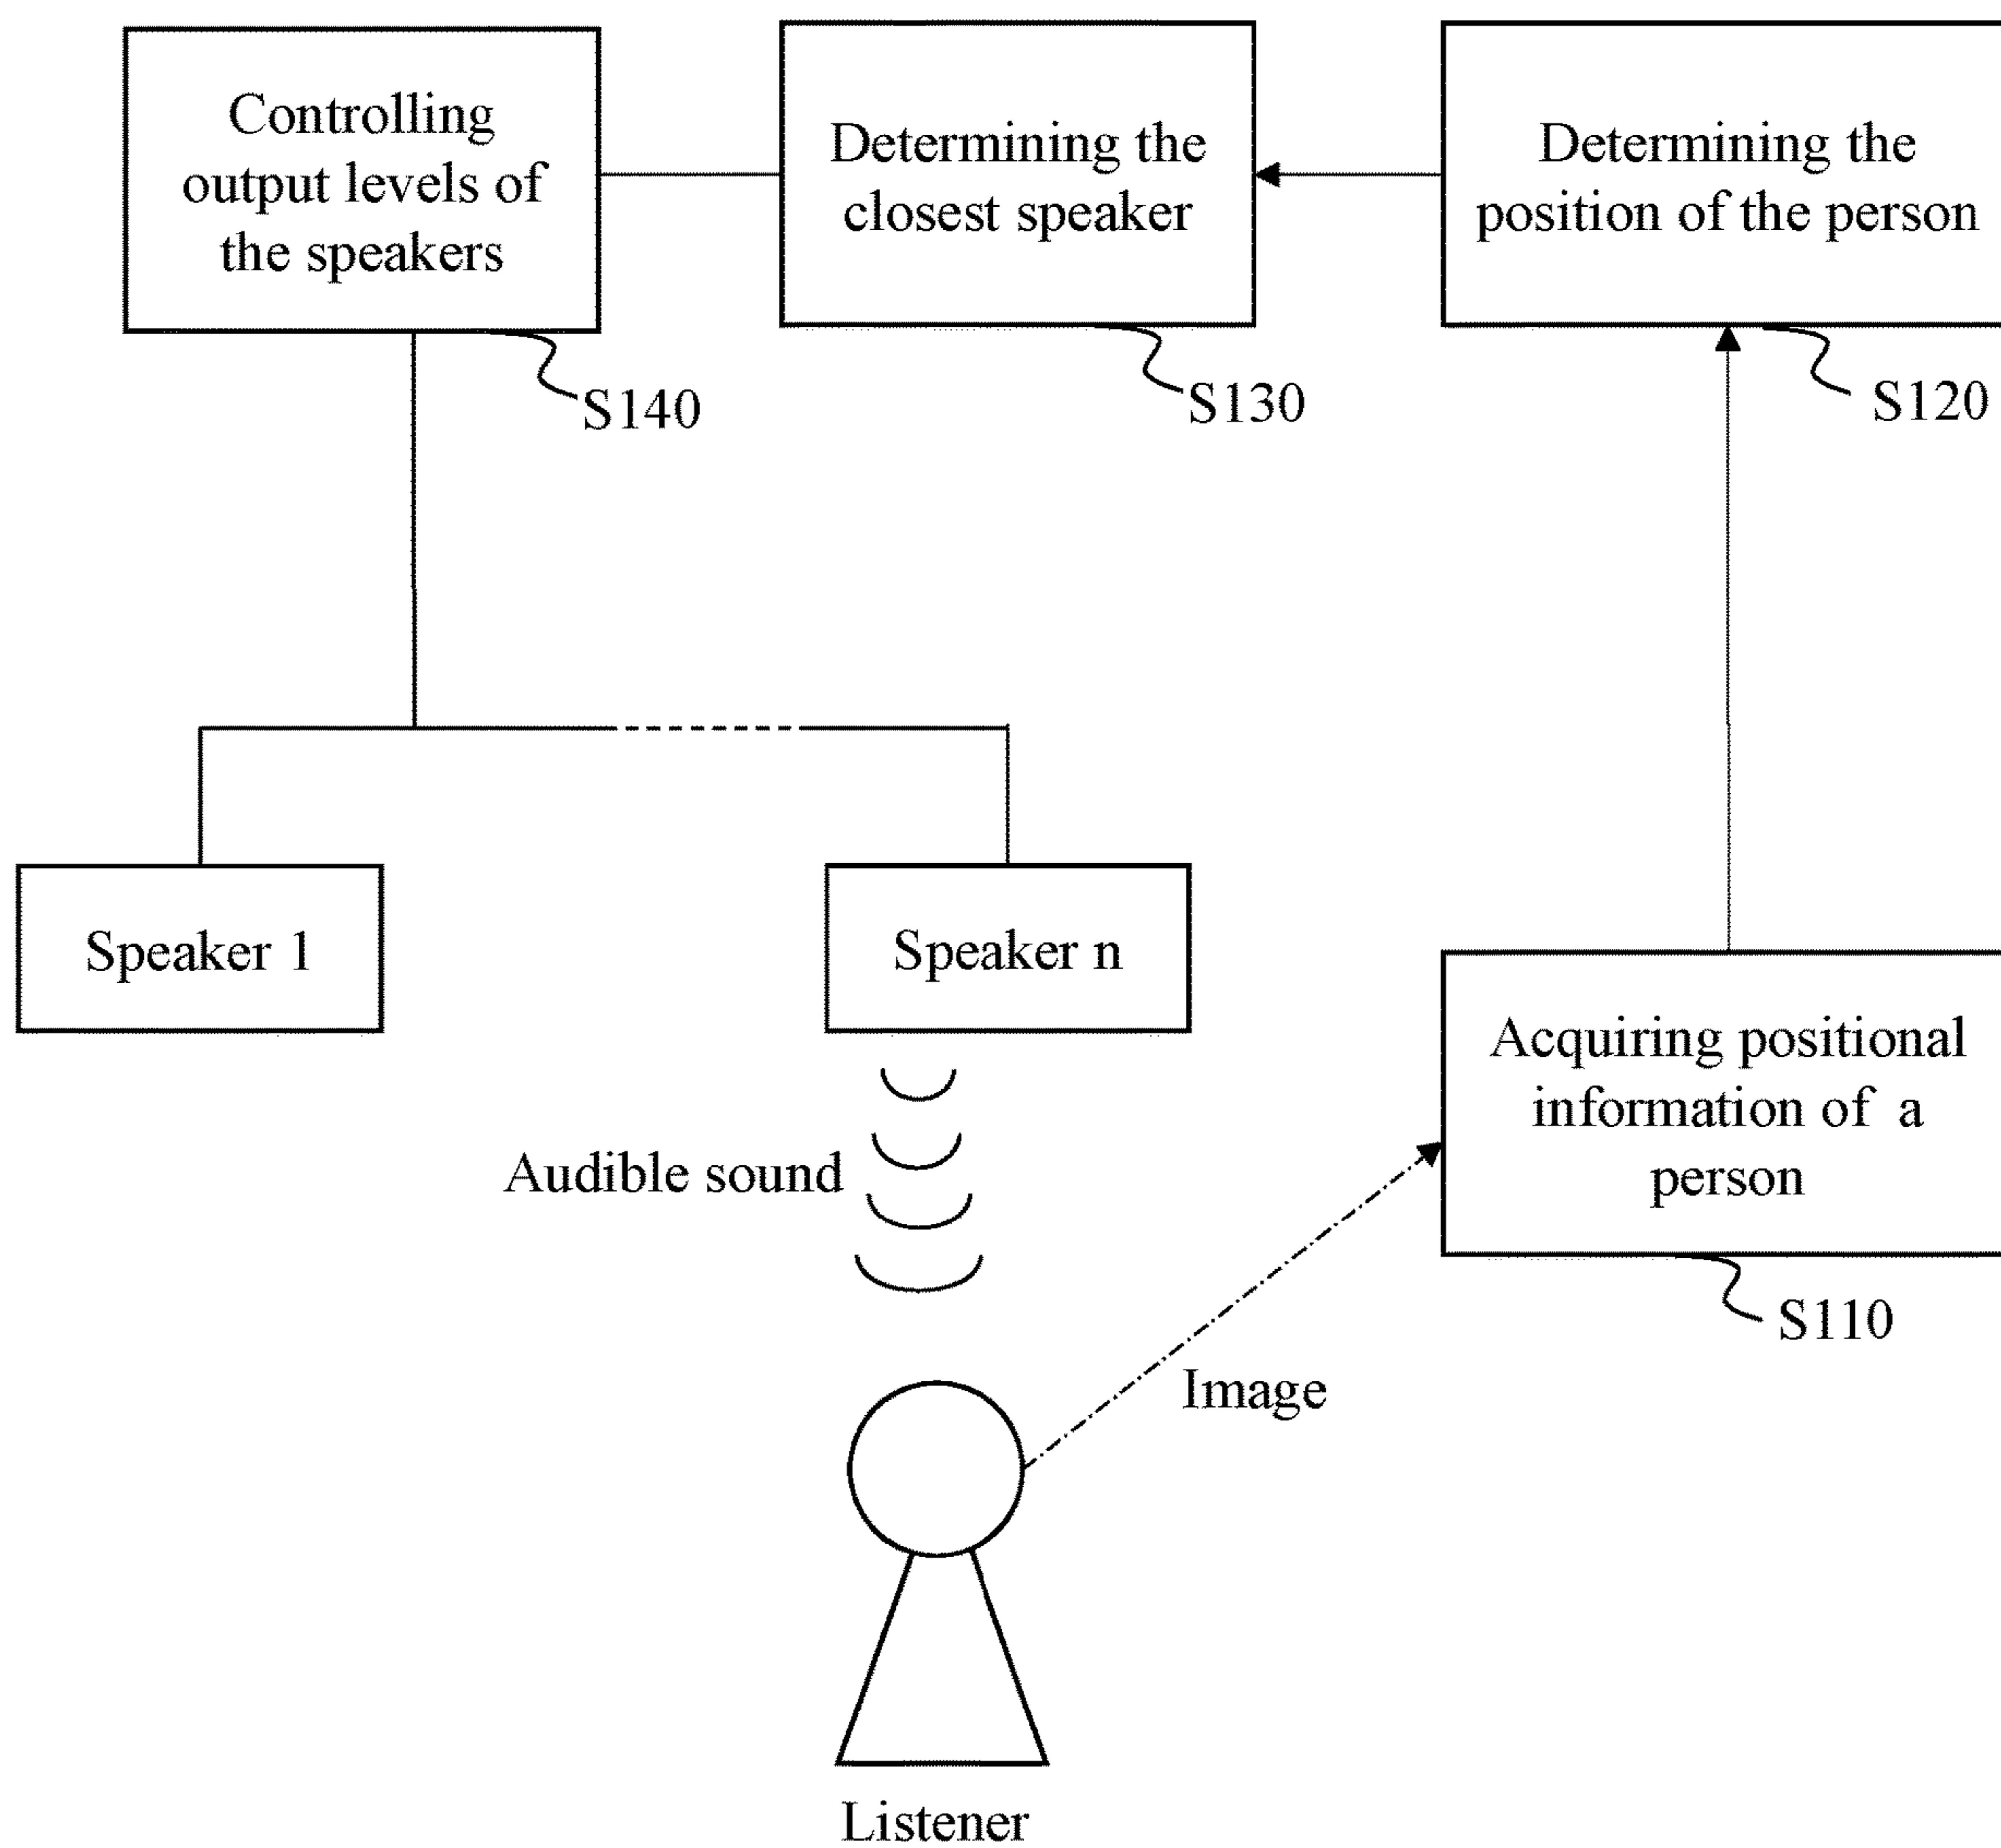 Controlling
output levels of
the speakers
S140
Determining the
closest speaker
S130
Determining the
position of the person
S120
Speaker 1
Speaker n
Audible sound
Acquiring positional
information of a
person
S110
Image
Listener